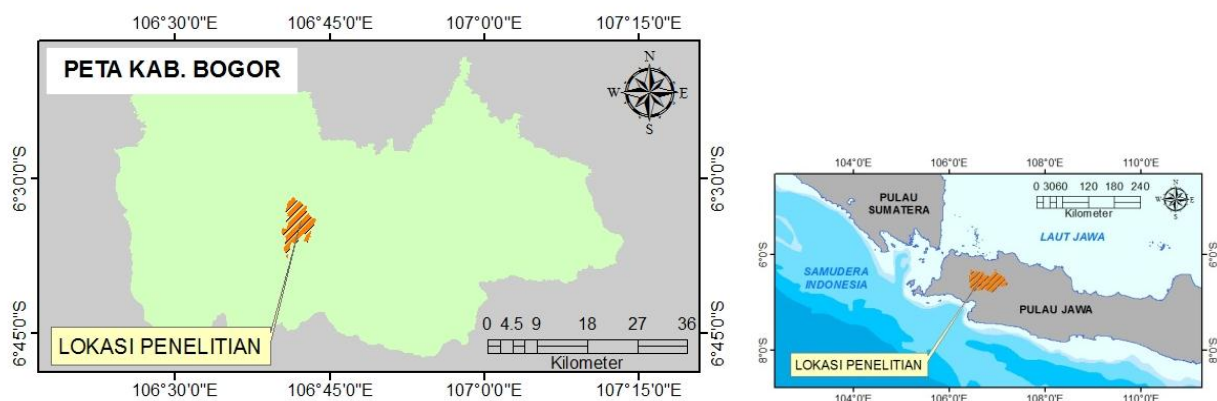 106°30'0"E 106°45'0"E 107°0'0"E 107°15'0"E
PETA KAB. BOGOR
N
W E
S
6°30'0"S 6°30'0"S
6°45'0"S 6°45'0"S
LOKASI PENELITIAN
0 4.5 9 18 27 36
Kilometer
106°30'0"E 106°45'0"E 107°0'0"E 107°15'0"E
104°0'E 106°0'E 108°0'E 110°0'E
PULAU
SUMATERA
0 3060 120 180 240
Kilometer
N
W E
S
LAUT JAWA
6°0'S 6°0'S
SAMUDERA
INDONESIA
PULAU JAWA
8°0'S 8°0'S
LOKASI PENELITIAN
104°0'E 106°0'E 108°0'E 110°0'E